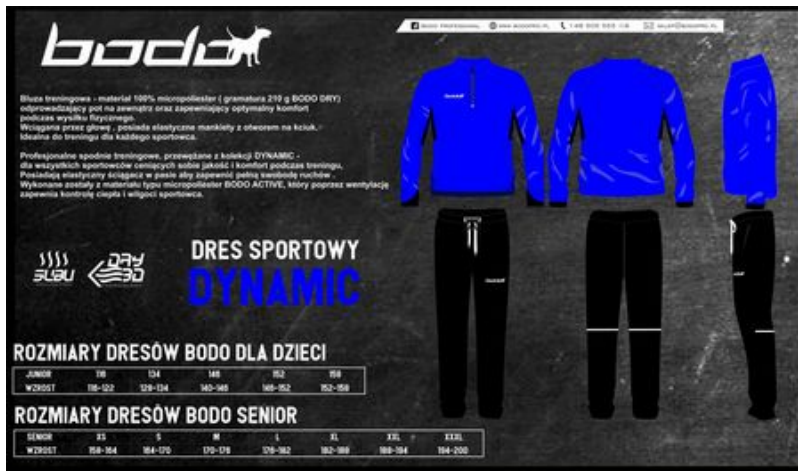 bodo
BODO PROFESSIONAL
Bluza treningowa - materiał 100% micropoliester ( gramatura 210 g BODO DRY)
odprowadzający pot na zewnątrz oraz zapewniający optymalny komfort
podczas wysiłku fizycznego.
Wciągana przez głowę , posiada elastyczne mankiety z otworem na kciuk.
Idealna do treningu dla każdego sportowca.
Profesjonalne spodnie treningowe, przewężane z kolekcji DYNAMIC -
dla wszystkich sportowców ceniących sobie jakość i komfort podczas treningu,
Posiadają elastyczny ściągacz w pasie aby zapewnić pełną swobodę ruchów .
Wykonane zostały z materiału typu micropoliester BODO ACTIVE, który poprzez wentylację
zapewnia kontrolę ciepła i wilgoci sportowca.
DRY
3D
DRES SPORTOWY
DYNAMIC
ROZMIARY DRESÓW BODO DLA DZIECI
JUNIOR 116 134 146 152 158
WZROST 116-122 128-134 140-146 146-152 152-158
ROZMIARY DRESÓW BODO SENIOR
SENIOR XS S M L XL XXL XXXL
WZROST 158-164 164-170 170-176 176-182 182-188 188-194 194-200